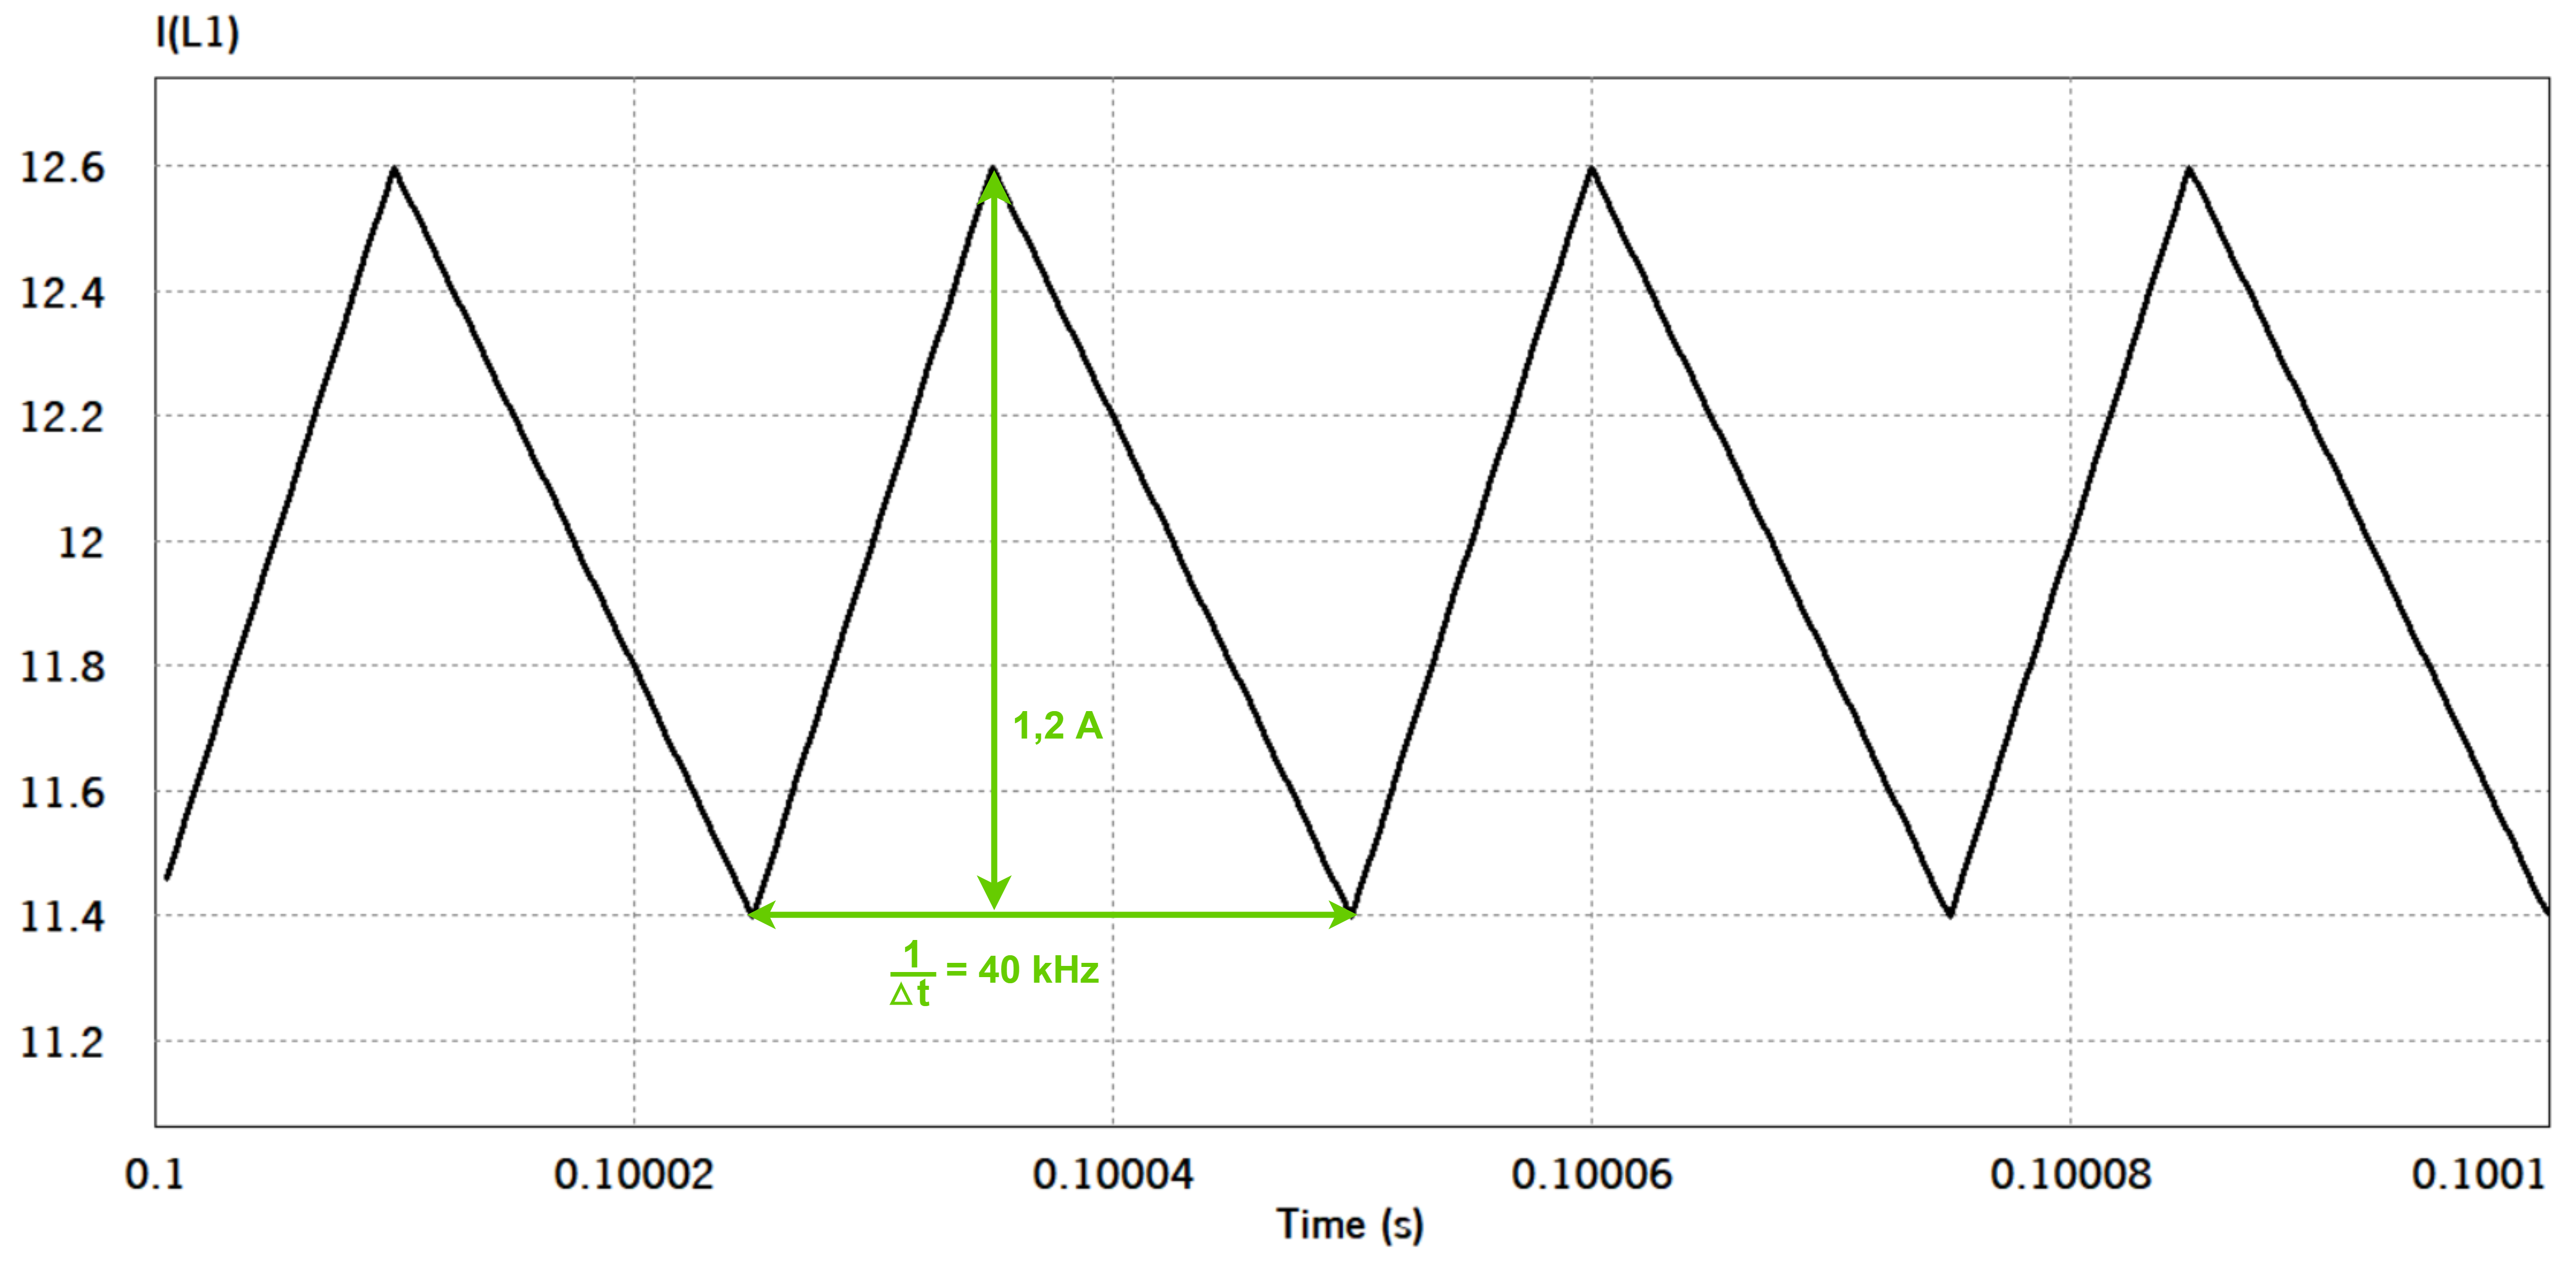 I(L1)
12.6
12.4
12.2
12
11.8
11.6
11.4
11.2
1,2 A
1
Δt
= 40 kHz
0.1 0.10002 0.10004 0.10006 0.10008 0.1001
Time (s)